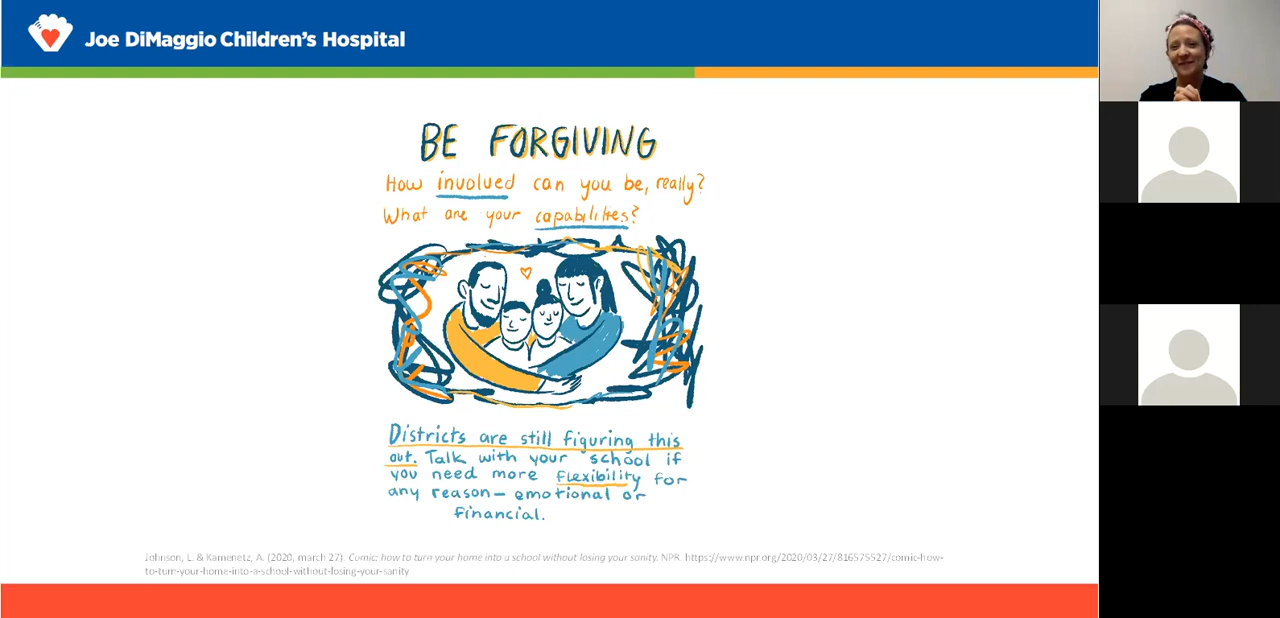 Joe DiMaggio Children's Hospital
BE FORGIVING
How involved can you be, really?
What are your capabilities?
Districts are still figuring this
out. Talk with your school if
you need more flexibility for
any reason— emotional or
financial.
Johnson, L. & Kamenetz, A. (2020, march 27). Comic: how to turn your home into a school without losing your sanity. NPR. https://www.npr.org/2020/03/27/816575527/comic-how-
to-turn-your-home-into-a-school-without-losing-your-sanity